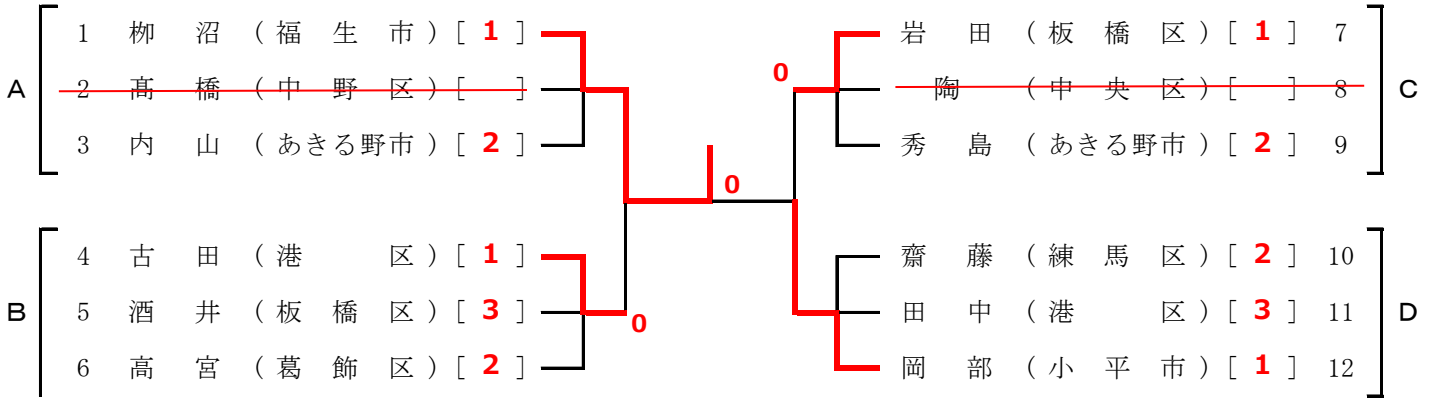 1 栁 沼 （ 福 生 市 ）［ 1 ］
A 2 髙 橋 （ 中 野 区 ）［ ］
3 内 山 （ あきる野市 ）［ 2 ］
4 古 田 （ 港 区 ）［ 1 ］
B 5 酒 井 （ 板 橋 区 ）［ 3 ］
6 高 宮 （ 葛 飾 区 ）［ 2 ］
0
0
0
岩 田 （ 板 橋 区 ）［ 1 ］ 7
陶 （ 中 央 区 ）［ ］ 8 C
秀 島 （ あきる野市 ）［ 2 ］ 9
齋 藤 （ 練 馬 区 ）［ 2 ］ 10
田 中 （ 港 区 ）［ 3 ］ 11 D
岡 部 （ 小 平 市 ）［ 1 ］ 12